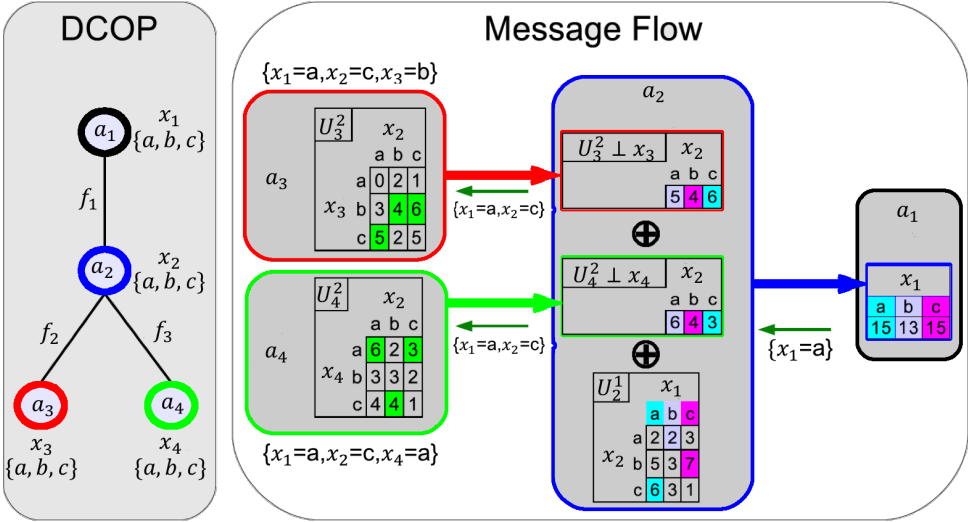 DCOP
a₁
x₁
{a, b, c}
f₁
a₂
x₂
{a, b, c}
f₂
f₃
a₃
a₄
x₃
{a, b, c}
x₄
{a, b, c}
Message Flow
{x₁=a,x₂=c,x₃=b}
a₃
U₃²
x₂
a b c
a 0 2 1
x₃ b 3 4 6
c 5 2 5
{x₁=a,x₂=c}
a₄
U₄²
x₂
a b c
a 6 2 3
x₄ b 3 3 2
c 4 4 1
{x₁=a,x₂=c}
{x₁=a,x₂=c,x₄=a}
a₂
U₃² ⊥ x₃ x₂
a b c
5 4 6
⊕
U₄² ⊥ x₄ x₂
a b c
6 4 3
⊕
U₂¹
x₁
a b c
a 2 2 3
x₂ b 5 3 7
c 6 3 1
{x₁=a}
a₁
x₁
a b c
15 13 15